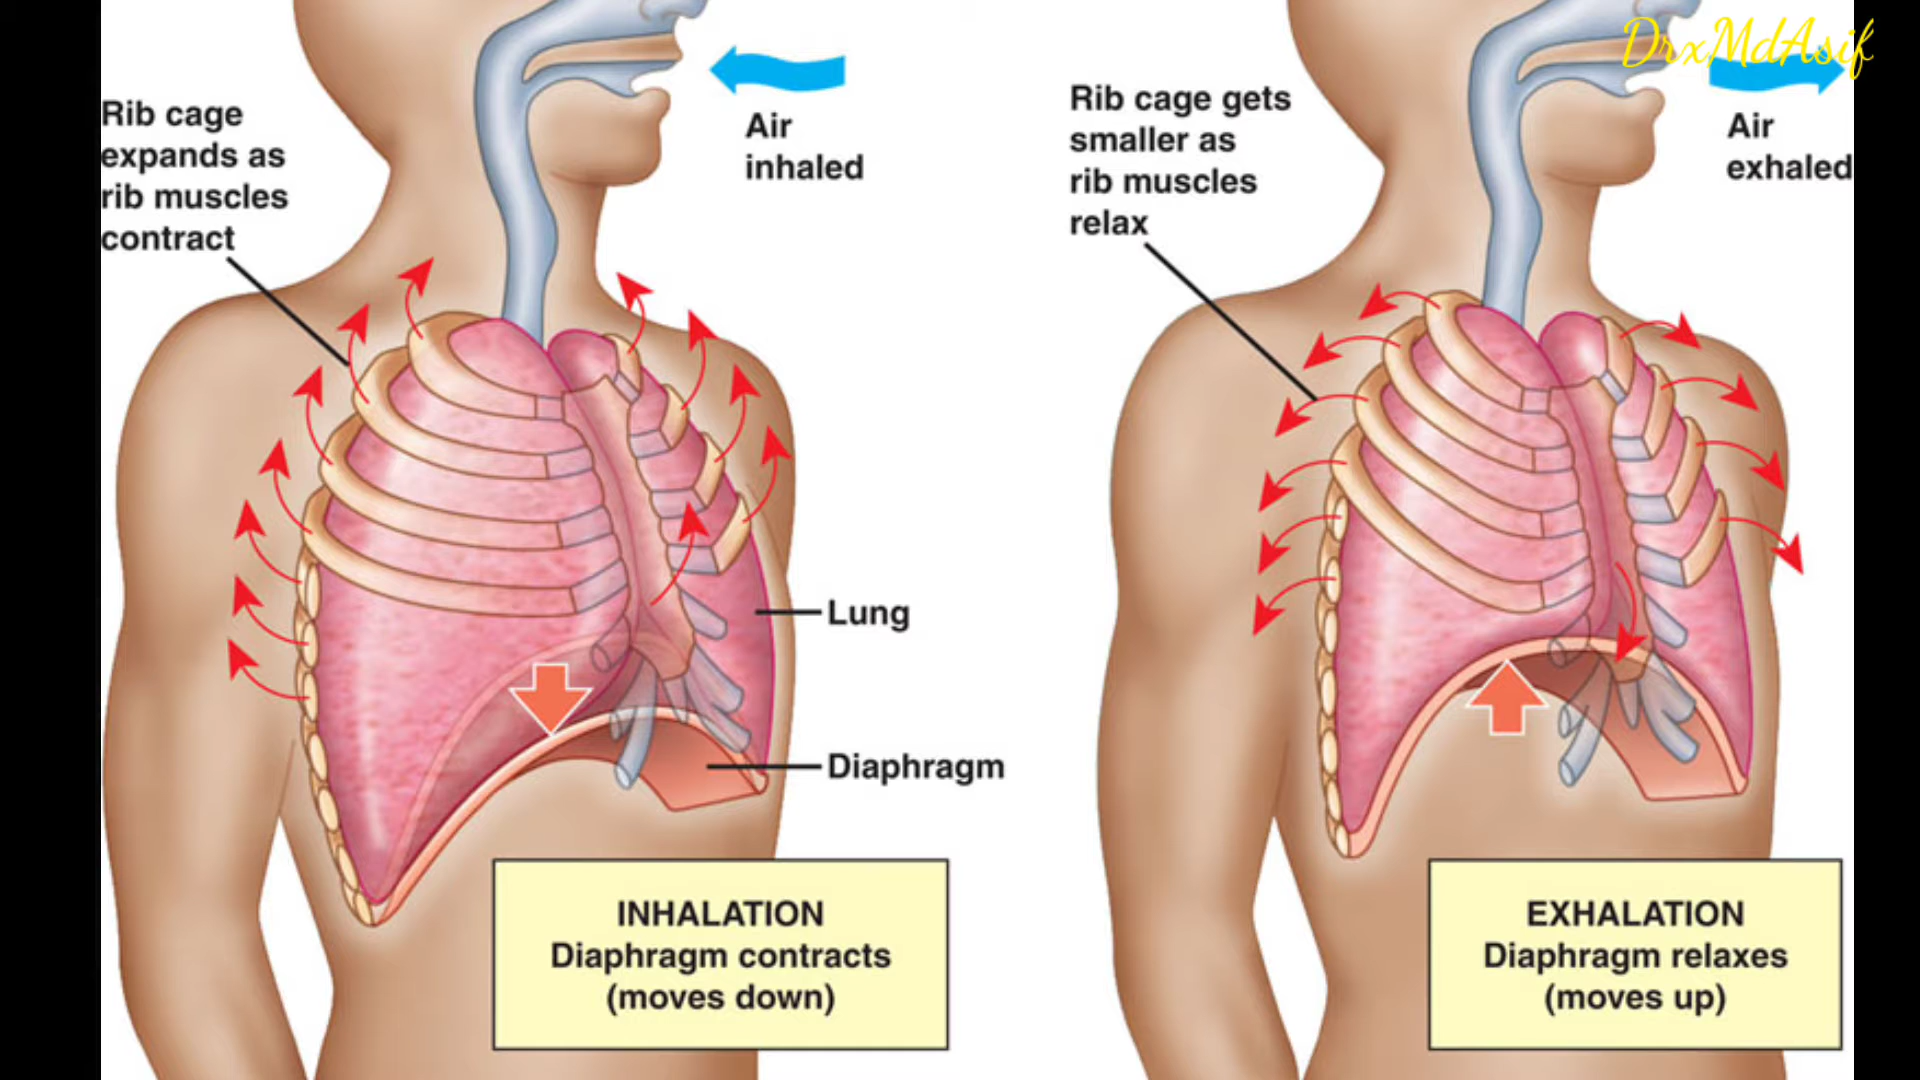 Rib cage
expands as
rib muscles
contract
Air
inhaled
Lung
Diaphragm
INHALATION
Diaphragm contracts
(moves down)
DrxMdAsif
Rib cage gets
smaller as
rib muscles
relax
Air
exhaled
EXHALATION
Diaphragm relaxes
(moves up)